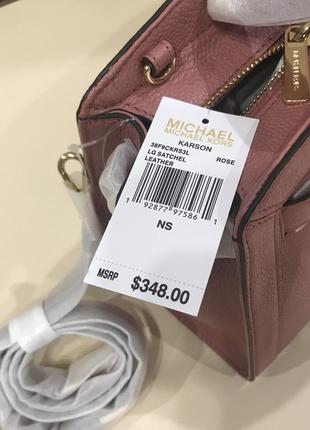 MICHAEL
MICHAEL KORS
KARSON
38F9CKRS3L ROSE
LG SATCHEL
LEATHER
1 92877 97586 1
NS
MSRP $348.00